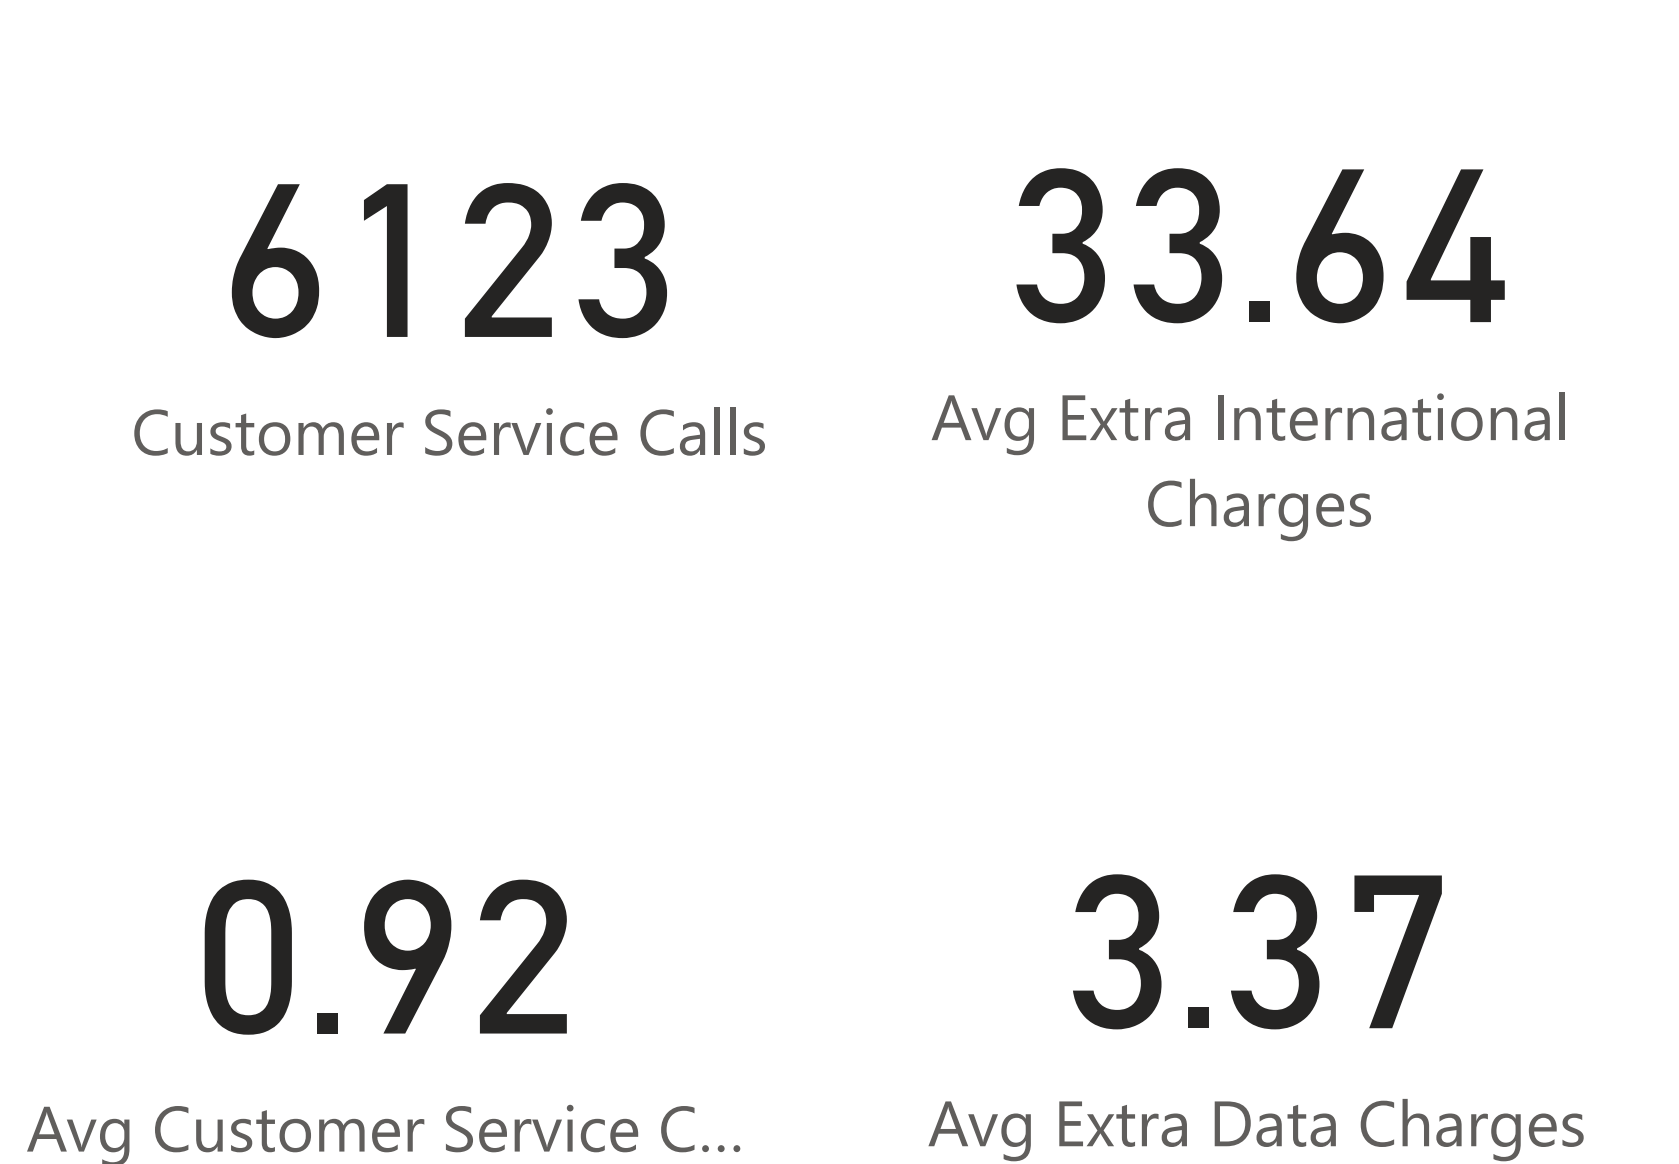 6123
Customer Service Calls
33.64
Avg Extra International
Charges
0.92
Avg Customer Service C...
3.37
Avg Extra Data Charges